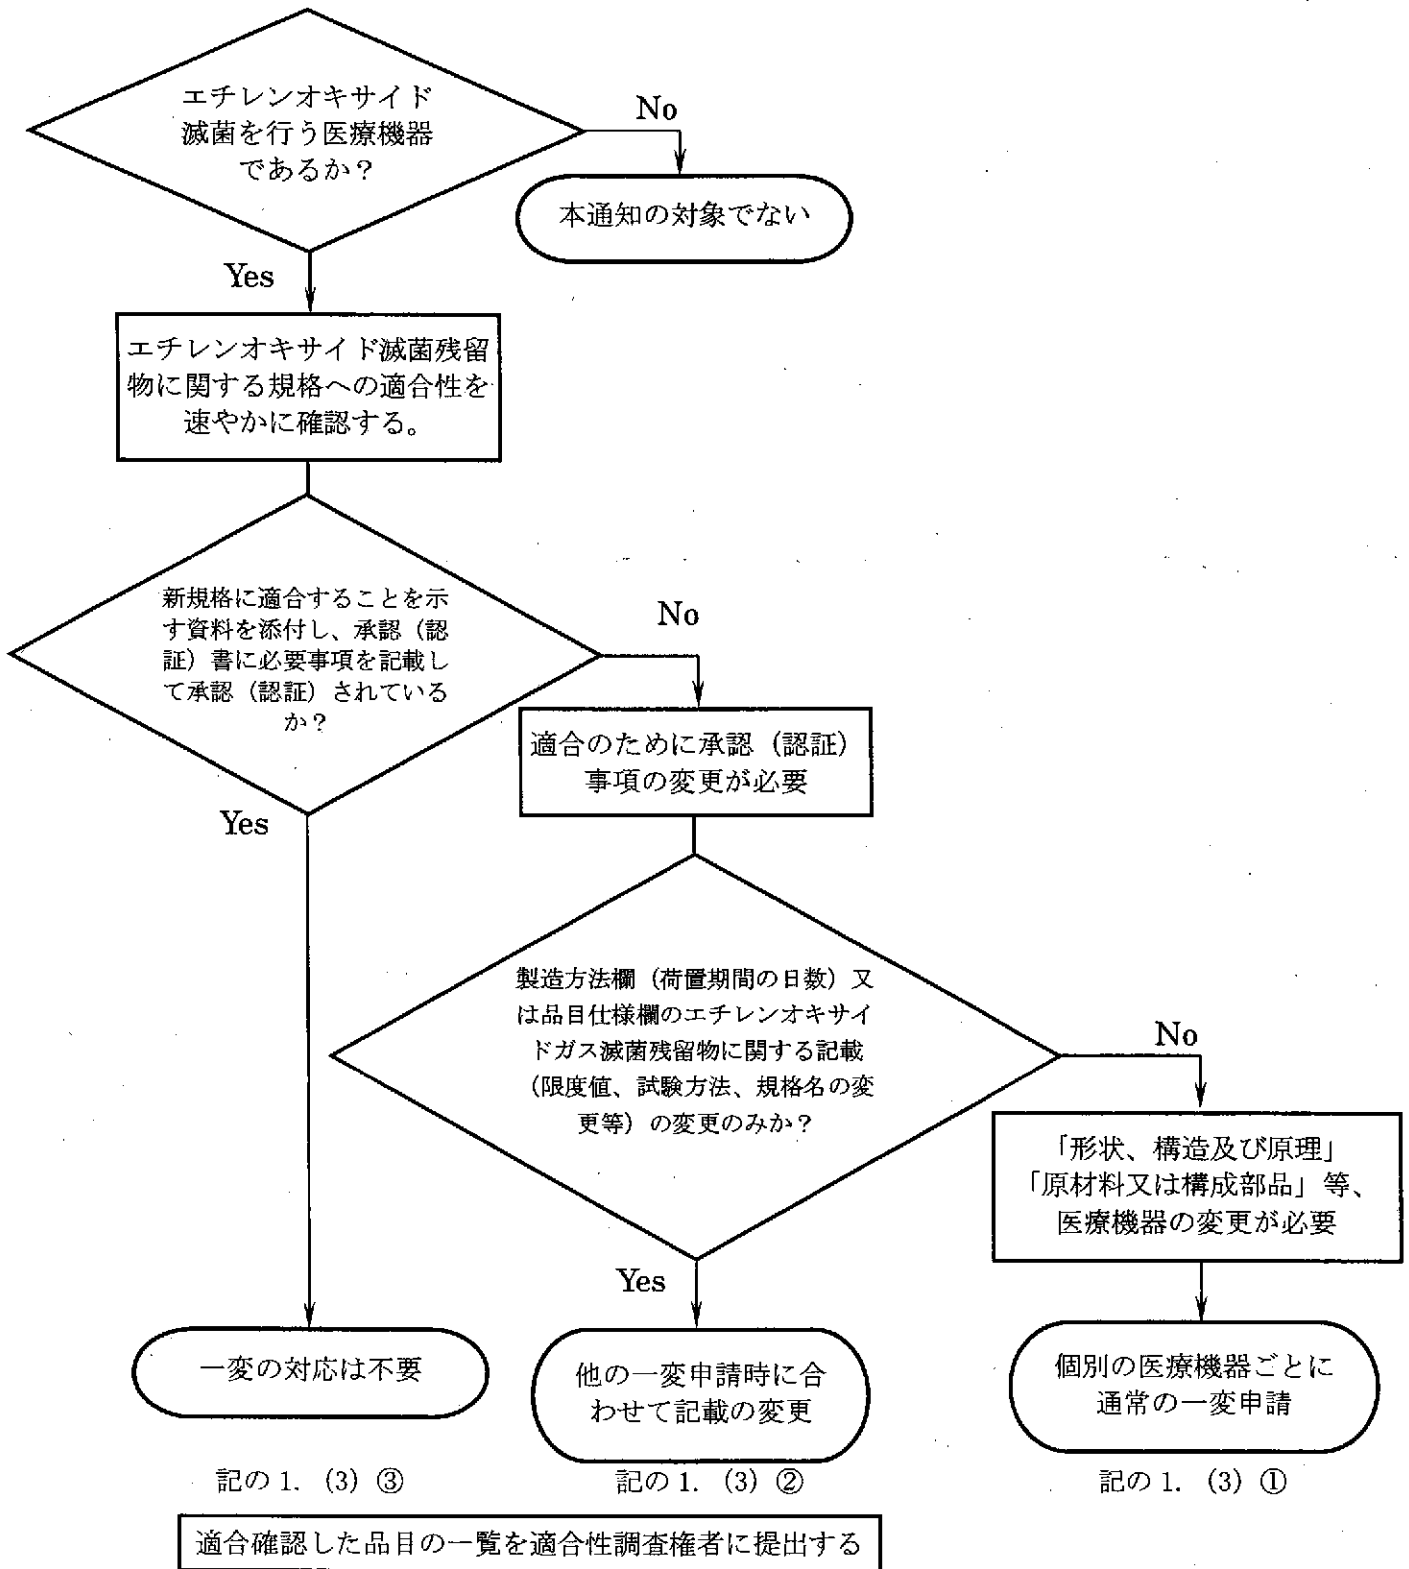 エチレンオキサイド
滅菌を行う医療機器
であるか？
No
本通知の対象でない
Yes
エチレンオキサイド滅菌残留
物に関する規格への適合性を
速やかに確認する。
新規格に適合することを示
す資料を添付し、承認（認
証）書に必要事項を記載し
て承認（認証）されている
か？
No
適合のために承認（認証）
事項の変更が必要
Yes
製造方法欄（荷置期間の日数）又
は品目仕様欄のエチレンオキサイ
ドガス滅菌残留物に関する記載
（限度値、試験方法、規格名の変
更等）の変更のみか？
No
「形状、構造及び原理」
「原材料又は構成部品」等、
医療機器の変更が必要
Yes
一変の対応は不要
他の一変申請時に合
わせて記載の変更
個別の医療機器ごとに
通常の一変申請
記の 1. (3) ③
記の 1. (3) ②
記の 1. (3) ①
適合確認した品目の一覧を適合性調査権者に提出する